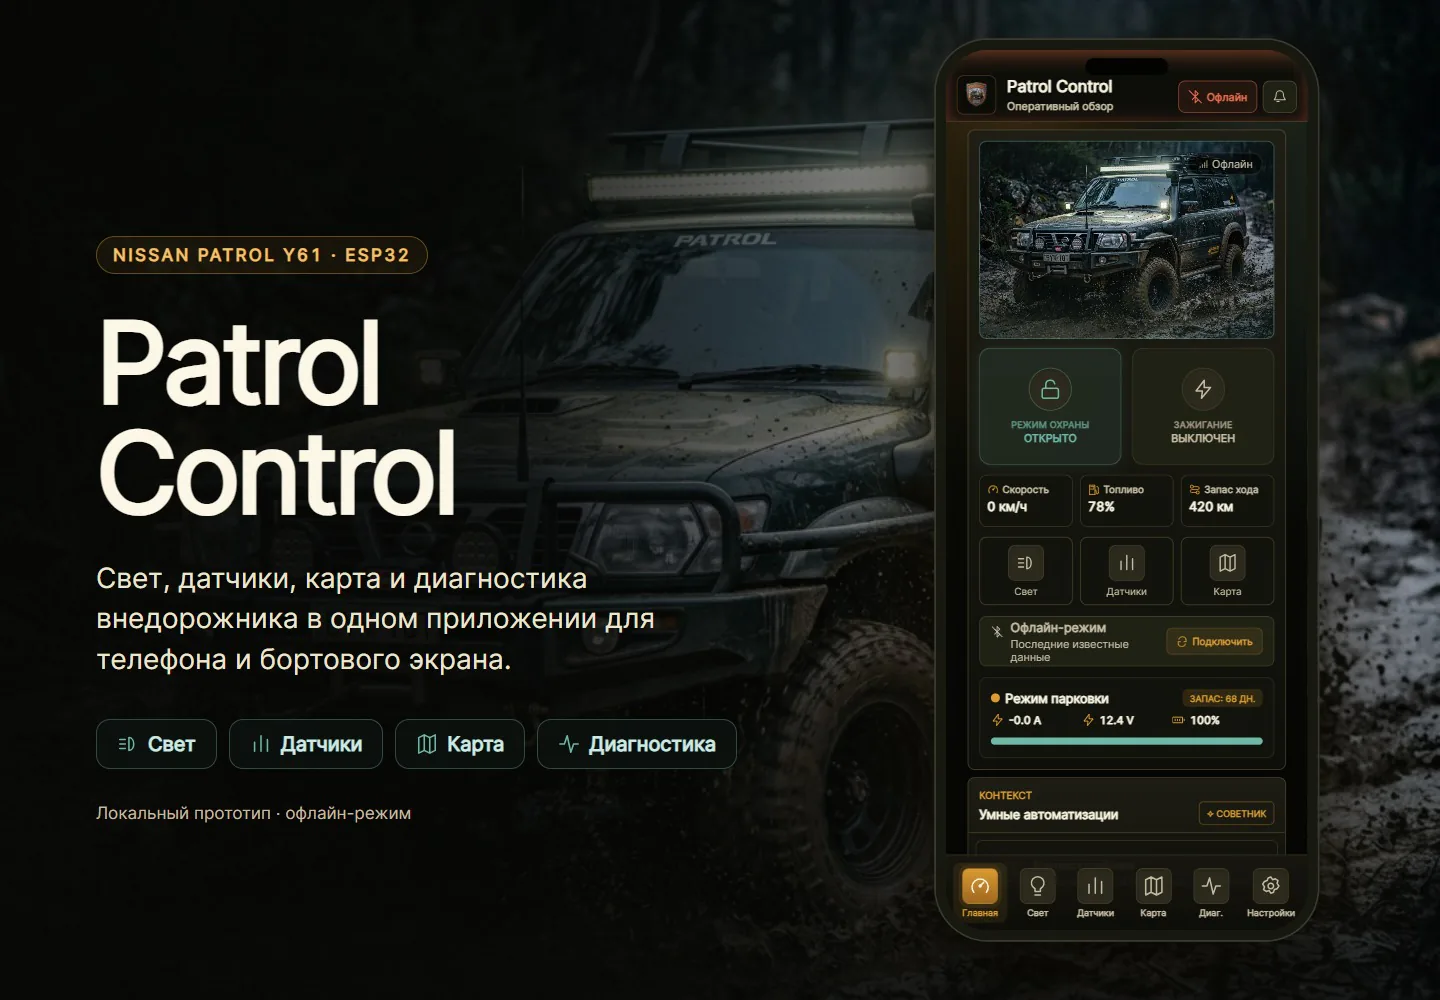 NISSAN PATROL Y61 · ESP32
Patrol
Control
Свет, датчики, карта и диагностика
внедорожника в одном приложении для
телефона и бортового экрана.
Свет
Датчики
Карта
Диагностика
Локальный прототип · офлайн-режим
PATROL
Patrol Control
Оперативный обзор
Офлайн
Офлайн
PATROL
РЕЖИМ ОХРАНЫ
ОТКРЫТО
ЗАЖИГАНИЕ
ВЫКЛЮЧЕН
Скорость
0 км/ч
Топливо
78%
Запас хода
420 км
Свет
Датчики
Карта
Офлайн-режим
Последние известные
данные
Подключить
Режим парковки
ЗАПАС: 68 ДН.
-0.0 A
12.4 V
100%
КОНТЕКСТ
Умные автоматизации
СОВЕТНИК
Главная
Свет
Датчики
Карта
Диаг.
Настройки